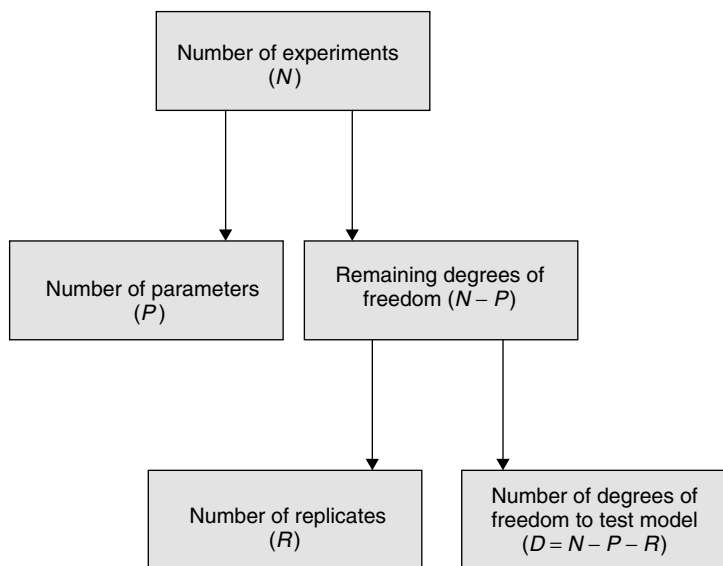 Number of experiments
(N)
Number of parameters
(P)
Remaining degrees of
freedom (N – P)
Number of replicates
(R)
Number of degrees of
freedom to test model
(D = N – P – R)